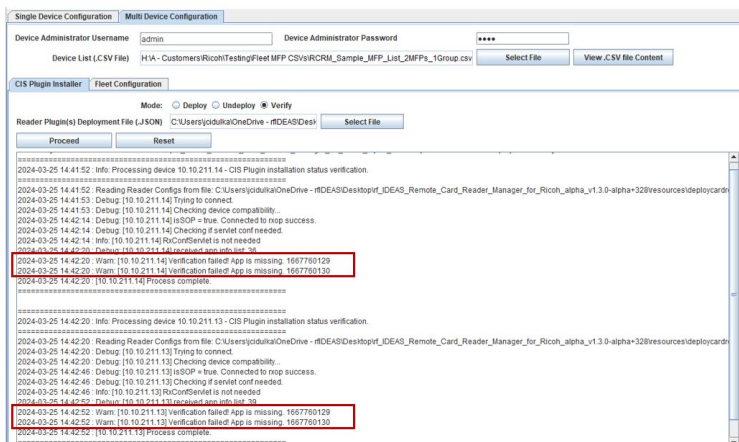 Single Device Configuration Multi Device Configuration
Device Administrator Username admin Device Administrator Password ••••
Device List (.CSV File) H:\A - Customers\Ricoh\Testing\Fleet MFP CSVs\RCRM_Sample_MFP_List_2MFPs_1Group.csv Select File View .CSV file Content
CIS Plugin Installer Fleet Configuration
Mode: Deploy Undeploy Verify
Reader Plugin(s) Deployment File (.JSON) C:\Users\jcidulka\OneDrive - rfIDEAS\Desk Select File
Proceed Reset
==============================================================
2024-03-25 14:41:52 : Info: Processing device 10.10.211.14 - CIS Plugin installation status verification.
==============================================================
2024-03-25 14:41:52 : Reading Reader Configs from file: C:\Users\jcidulka\OneDrive - rfIDEAS\Desktop\rf_IDEAS_Remote_Card_Reader_Manager_for_Ricoh_alpha_v1.3.0-alpha+328\resources\deploycardr
2024-03-25 14:41:53 : Debug: [10.10.211.14] Trying to connect.
2024-03-25 14:41:53 : Debug: [10.10.211.14] Checking device compatibility...
2024-03-25 14:42:14 : Debug: [10.10.211.14] isSOP = true. Connected to rxop success.
2024-03-25 14:42:14 : Debug: [10.10.211.14] Checking if servlet conf needed.
2024-03-25 14:42:14 : Info: [10.10.211.14] RxConfServlet is not needed
2024-03-25 14:42:20 : Debug: [10.10.211.14] received app info list: 36
2024-03-25 14:42:20 : Warn: [10.10.211.14] Verification failed! App is missing. 1667760129
2024-03-25 14:42:20 : Warn: [10.10.211.14] Verification failed! App is missing. 1667760130
2024-03-25 14:42:20 : [10.10.211.14] Process complete.
==============================================================
==============================================================
2024-03-25 14:42:20 : Info: Processing device 10.10.211.13 - CIS Plugin installation status verification.
==============================================================
2024-03-25 14:42:20 : Reading Reader Configs from file: C:\Users\jcidulka\OneDrive - rfIDEAS\Desktop\rf_IDEAS_Remote_Card_Reader_Manager_for_Ricoh_alpha_v1.3.0-alpha+328\resources\deploycardr
2024-03-25 14:42:20 : Debug: [10.10.211.13] Trying to connect.
2024-03-25 14:42:20 : Debug: [10.10.211.13] Checking device compatibility...
2024-03-25 14:42:46 : Debug: [10.10.211.13] isSOP = true. Connected to rxop success.
2024-03-25 14:42:46 : Debug: [10.10.211.13] Checking if servlet conf needed.
2024-03-25 14:42:46 : Info: [10.10.211.13] RxConfServlet is not needed
2024-03-25 14:42:52 : Debug: [10.10.211.13] received app info list: 39
2024-03-25 14:42:52 : Warn: [10.10.211.13] Verification failed! App is missing. 1667760129
2024-03-25 14:42:52 : Warn: [10.10.211.13] Verification failed! App is missing. 1667760130
2024-03-25 14:42:52 : [10.10.211.13] Process complete.
==============================================================